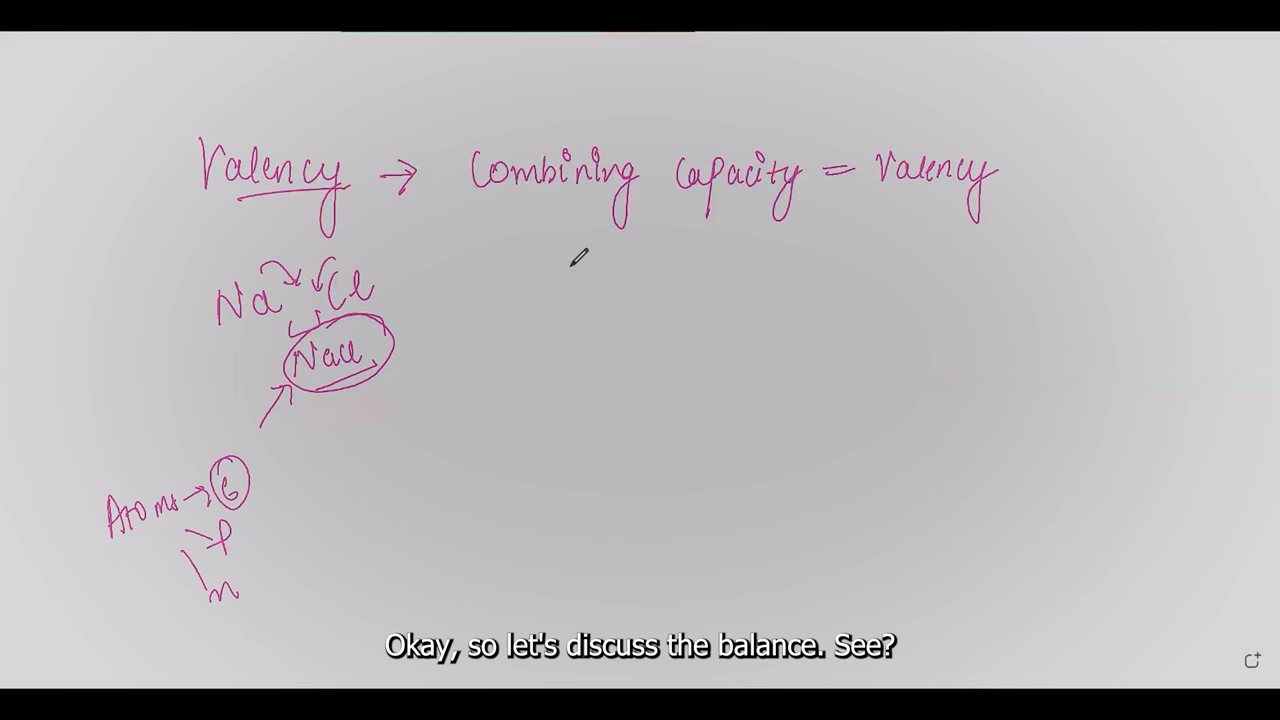 Valency → Combining Capacity = Valency
Na Cl
NaCl
Atoms → e
p
n
Okay, so let's discuss the balance. See?